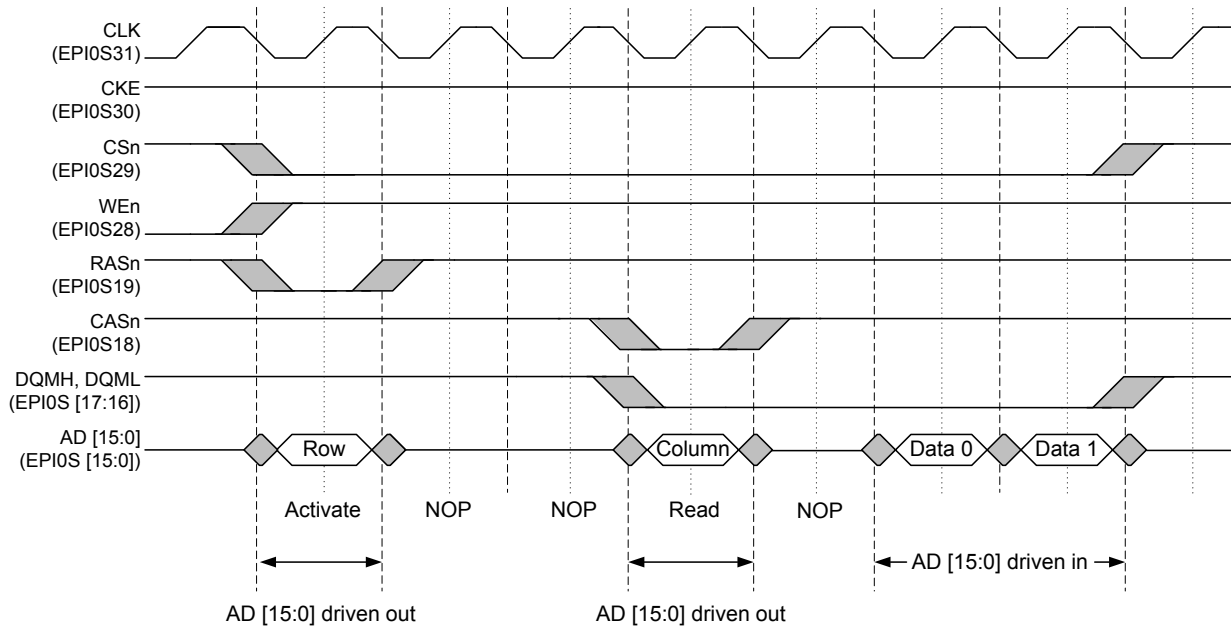 CLK
(EPI0S31)
CKE
(EPI0S30)
CSn
(EPI0S29)
WEn
(EPI0S28)
RASn
(EPI0S19)
CASn
(EPI0S18)
DQMH, DQML
(EPI0S [17:16])
AD [15:0]
(EPI0S [15:0])
Row Column Data 0 Data 1
Activate NOP NOP Read NOP
AD [15:0] driven in
AD [15:0] driven out AD [15:0] driven out